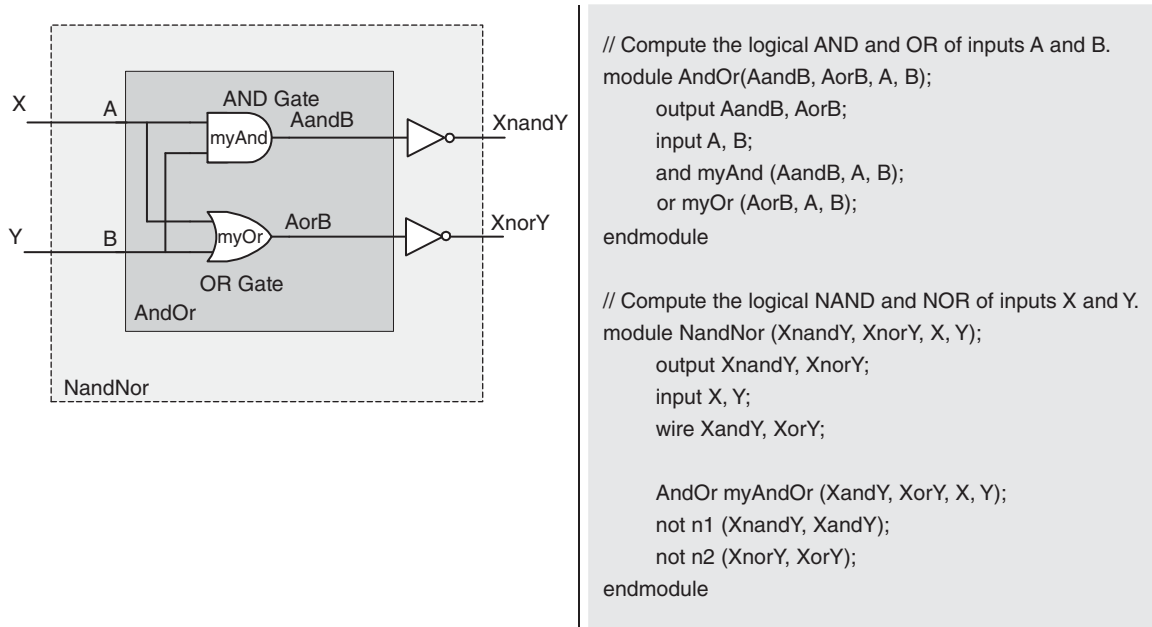 X
A
AND Gate
AandB
myAnd
XnandY
Y
B
myOr
AorB
XnorY
OR Gate
AndOr
NandNor
// Compute the logical AND and OR of inputs A and B.
module AndOr(AandB, AorB, A, B);
output AandB, AorB;
input A, B;
and myAnd (AandB, A, B);
or myOr (AorB, A, B);
endmodule
// Compute the logical NAND and NOR of inputs X and Y.
module NandNor (XnandY, XnorY, X, Y);
output XnandY, XnorY;
input X, Y;
wire XandY, XorY;
AndOr myAndOr (XandY, XorY, X, Y);
not n1 (XnandY, XandY);
not n2 (XnorY, XorY);
endmodule